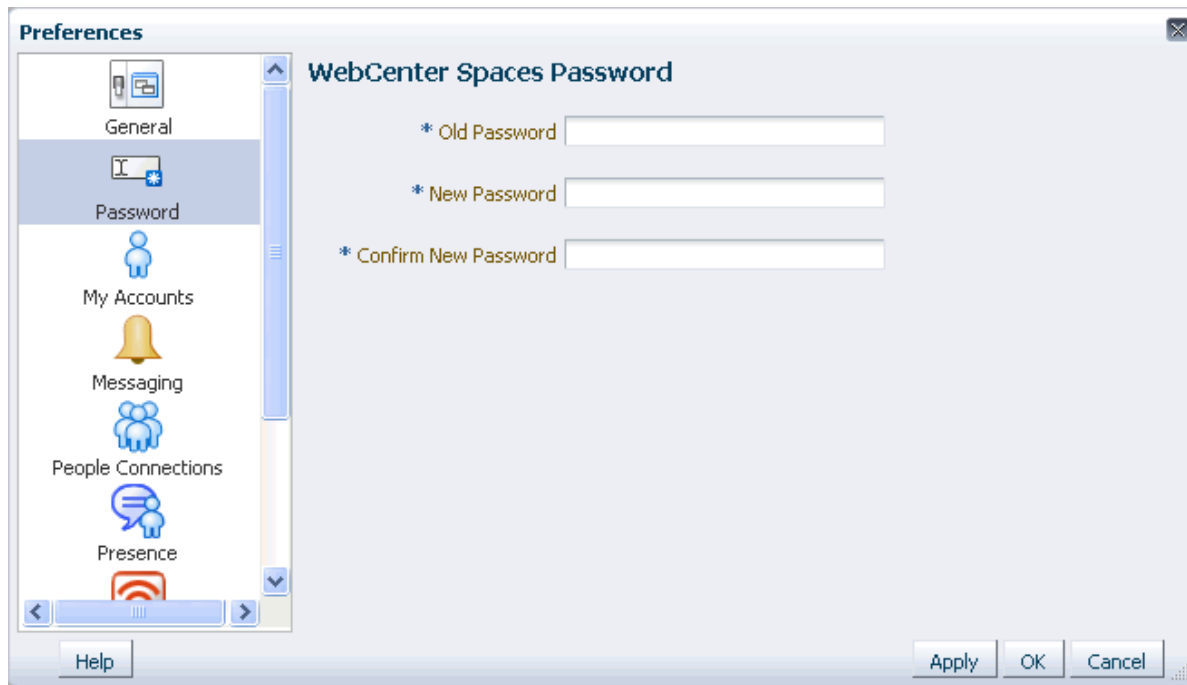 Preferences
General
Password
My Accounts
Messaging
People Connections
Presence
WebCenter Spaces Password
* Old Password
* New Password
* Confirm New Password
Help
Apply
OK
Cancel